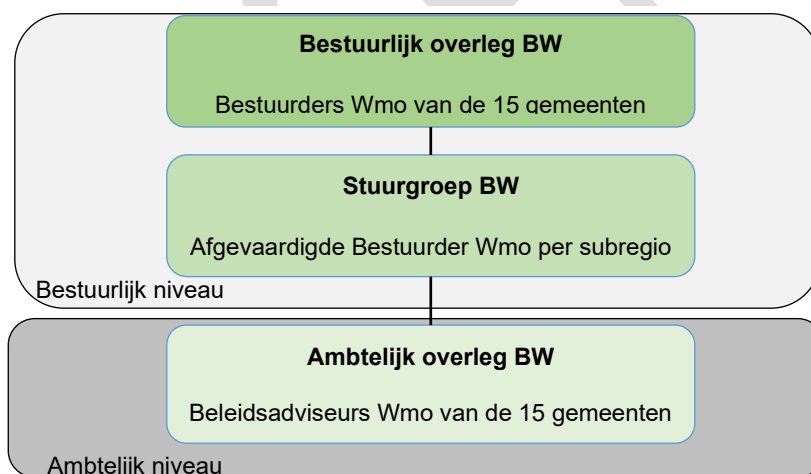 Bestuurlijk overleg BW
Bestuurders Wmo van de 15 gemeenten
Stuurgroep BW
Afgevaardigde Bestuurder Wmo per subregio
Bestuurlijk niveau
Ambtelijk overleg BW
Beleidsadviseurs Wmo van de 15 gemeenten
Ambtelijk niveau